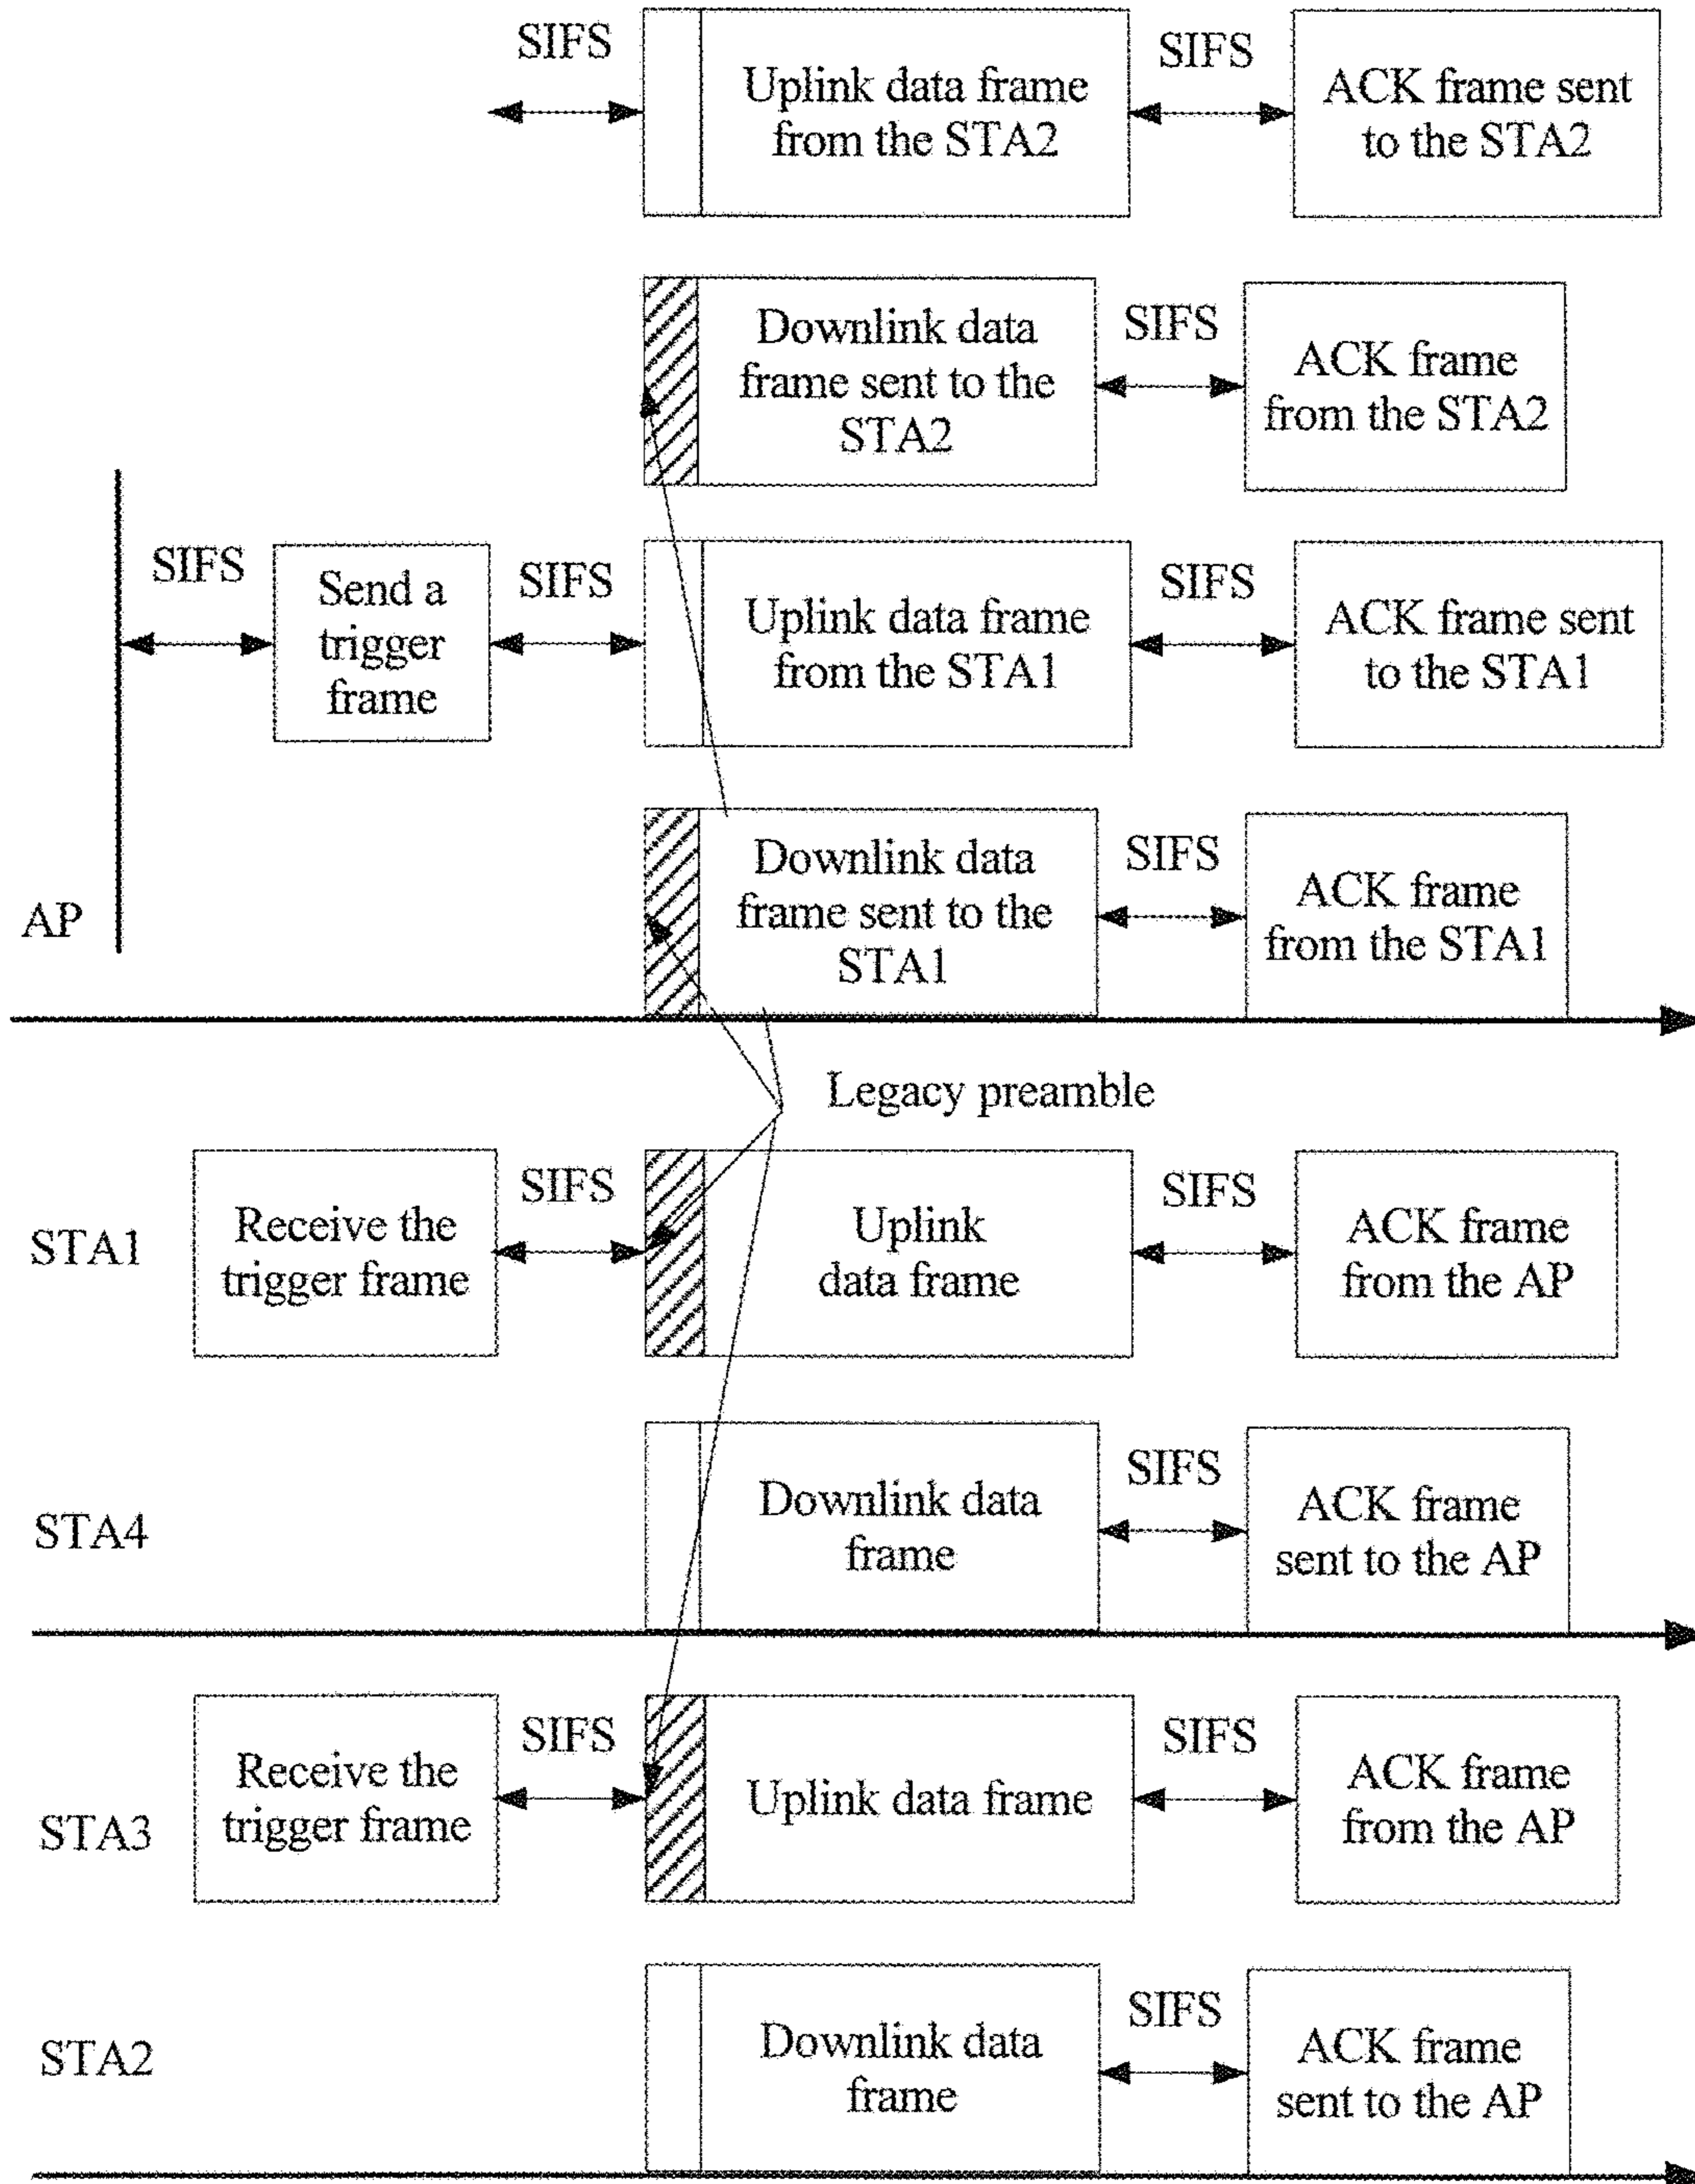 SIFS
Uplink data frame
from the STA2
SIFS
ACK frame sent
to the STA2
Downlink data
frame sent to the
STA2
SIFS
ACK frame
from the STA2
SIFS
Send a
trigger
frame
SIFS
Uplink data frame
from the STA1
SIFS
ACK frame sent
to the STA1
AP
Downlink data
frame sent to the
STA1
SIFS
ACK frame
from the STA1
Legacy preamble
STA1
Receive the
trigger frame
SIFS
Uplink
data frame
SIFS
ACK frame
from the AP
STA4
Downlink data
frame
SIFS
ACK frame
sent to the AP
STA3
Receive the
trigger frame
SIFS
Uplink data frame
SIFS
ACK frame
from the AP
STA2
Downlink data
frame
SIFS
ACK frame
sent to the AP